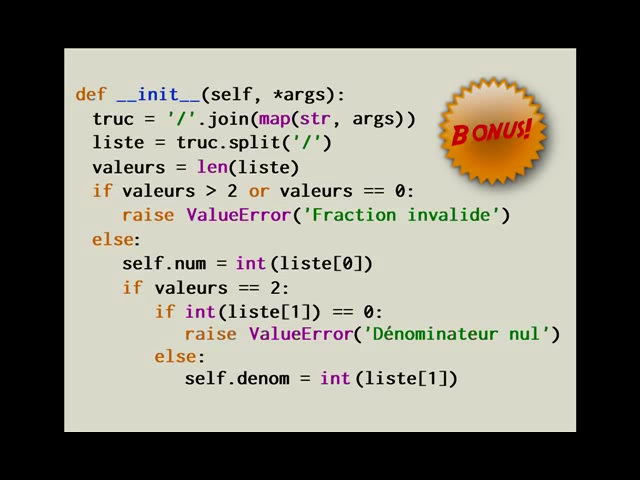 def __init__(self, *args):
truc = '/'.join(map(str, args))
liste = truc.split('/')
valeurs = len(liste)
if valeurs > 2 or valeurs == 0:
raise ValueError('Fraction invalide')
else:
self.num = int(liste[0])
if valeurs == 2:
if int(liste[1]) == 0:
raise ValueError('Dénominateur nul')
else:
self.denom = int(liste[1])
BONUS!